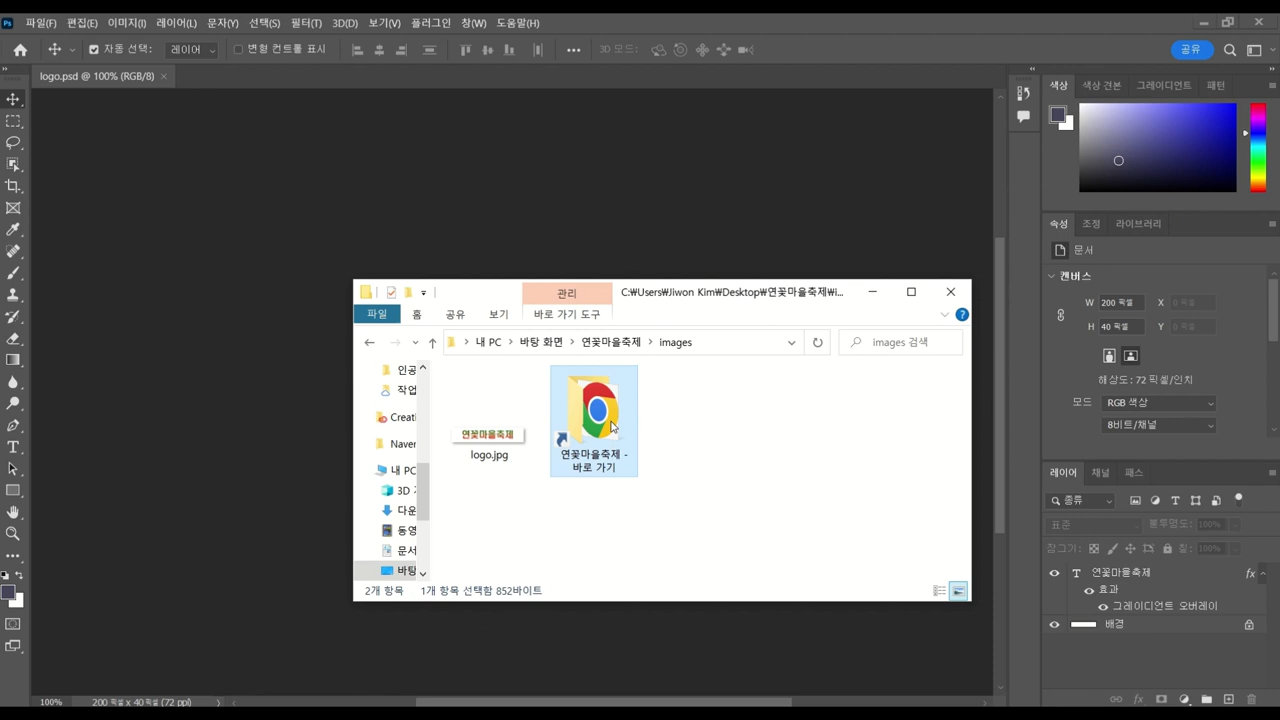 파일(F) 편집(E) 이미지(I) 레이어(L) 문자(Y) 선택(S) 필터(T) 3D(D) 보기(V) 플러그인 창(W) 도움말(H)
자동 선택: 레이어 변형 컨트롤 표시 3D 모드: 공유
logo.psd @ 100% (RGB/8)
색상 색상 견본 그레이디언트 패턴
속성 조정 라이브러리
문서
캔버스
W 200 픽셀 X 0 픽셀
H 40 픽셀 Y 0 픽셀
해상도: 72 픽셀/인치
모드 RGB 색상
8비트/채널
레이어 채널 패스
종류
표준 불투명도: 100%
잠그기: 칠: 100%
연꽃마을축제 fx
효과
그레이디언트 오버레이
배경
관리 C:₩Users₩Jiwon Kim₩Desktop₩연꽃마을축제₩i...
파일 홈 공유 보기 바로 가기 도구
내 PC 바탕 화면 연꽃마을축제 images images 검색
인공
작업
Creati
Naver
내 PC
3D
다운
동영
문서
바탕
연꽃마을축제
logo.jpg
연꽃마을축제 -
바로 가기
2개 항목 1개 항목 선택함 852바이트
100% 200 픽셀 x 40 픽셀 (72 ppi)